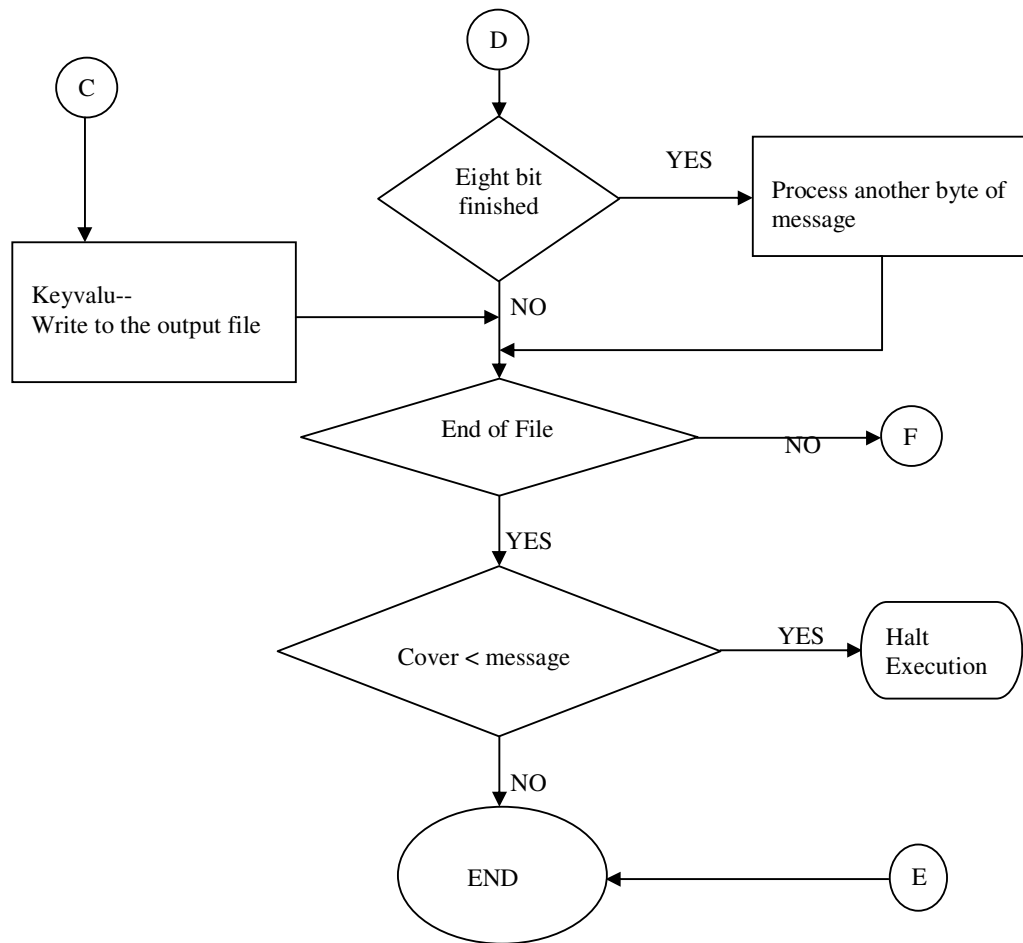 D
C
Eight bit
finished
YES
Process another byte of
message
Keyvalu--
Write to the output file
NO
End of File
NO
F
YES
Cover < message
YES
Halt
Execution
NO
END
E